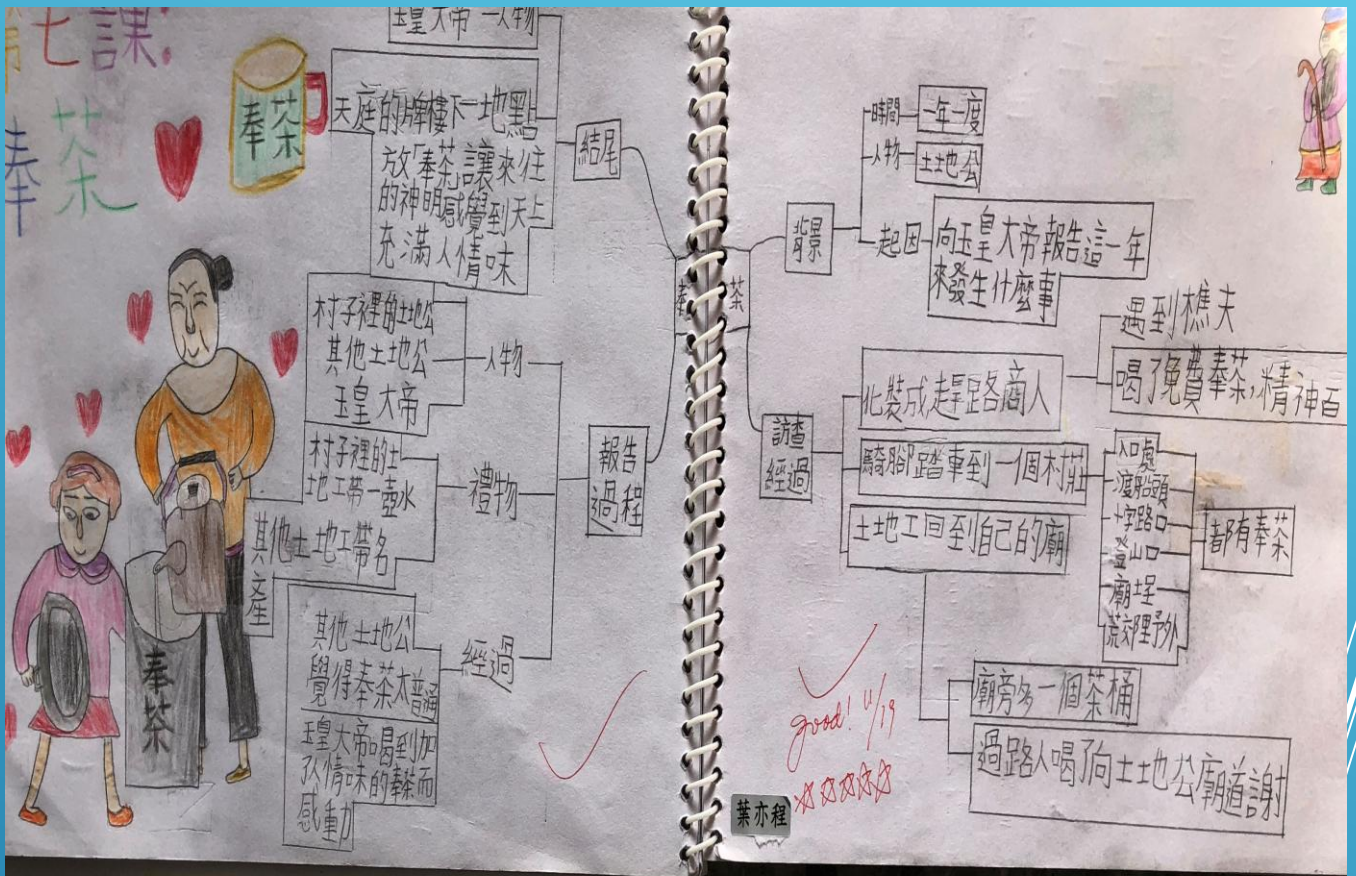 七課:
奉茶
奉茶
玉皇大帝－人物
天庭的牌樓下－地點
放「奉茶」讓來往
的神明感覺到天上
充滿人情味
結尾
村子裡的土地公
其他土地公
玉皇大帝
人物
村子裡的土
地工帶一壺水
其他土地工帶名
產
禮物
其他土地公
覺得奉茶太普通
玉皇大帝喝到加
了人情味的奉茶而
感動
經過
報告
過程
奉茶
茶
背景
時間
一年一度
人物
土地公
起因
向玉皇大帝報告這一年
來發生什麼事
訪查
經過
化裝成趕路商人
遇到樵夫
喝了免費奉茶,精神百
騎腳踏車到一個村莊
入口處
渡船頭
十字路口
登山口
廟埕
荒郊野外
都有奉茶
土地工回到自己的廟
廟旁多一個茶桶
過路人喝了向土地公廟道謝
good! 11/19
葉亦程